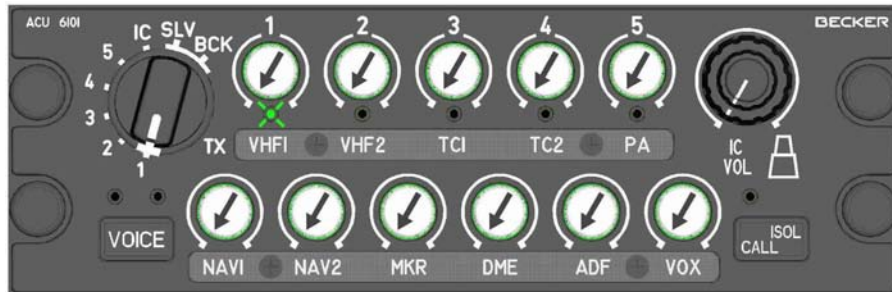 ACU 6101
IC SLV BCK
1 2 3 4 5
BECKER
5
4
3
2
1
TX
VHF1 VHF2 TC1 TC2 PA
IC
VOL
VOICE
ISOL
CALL
NAV1 NAV2 MKR DME ADF VOX